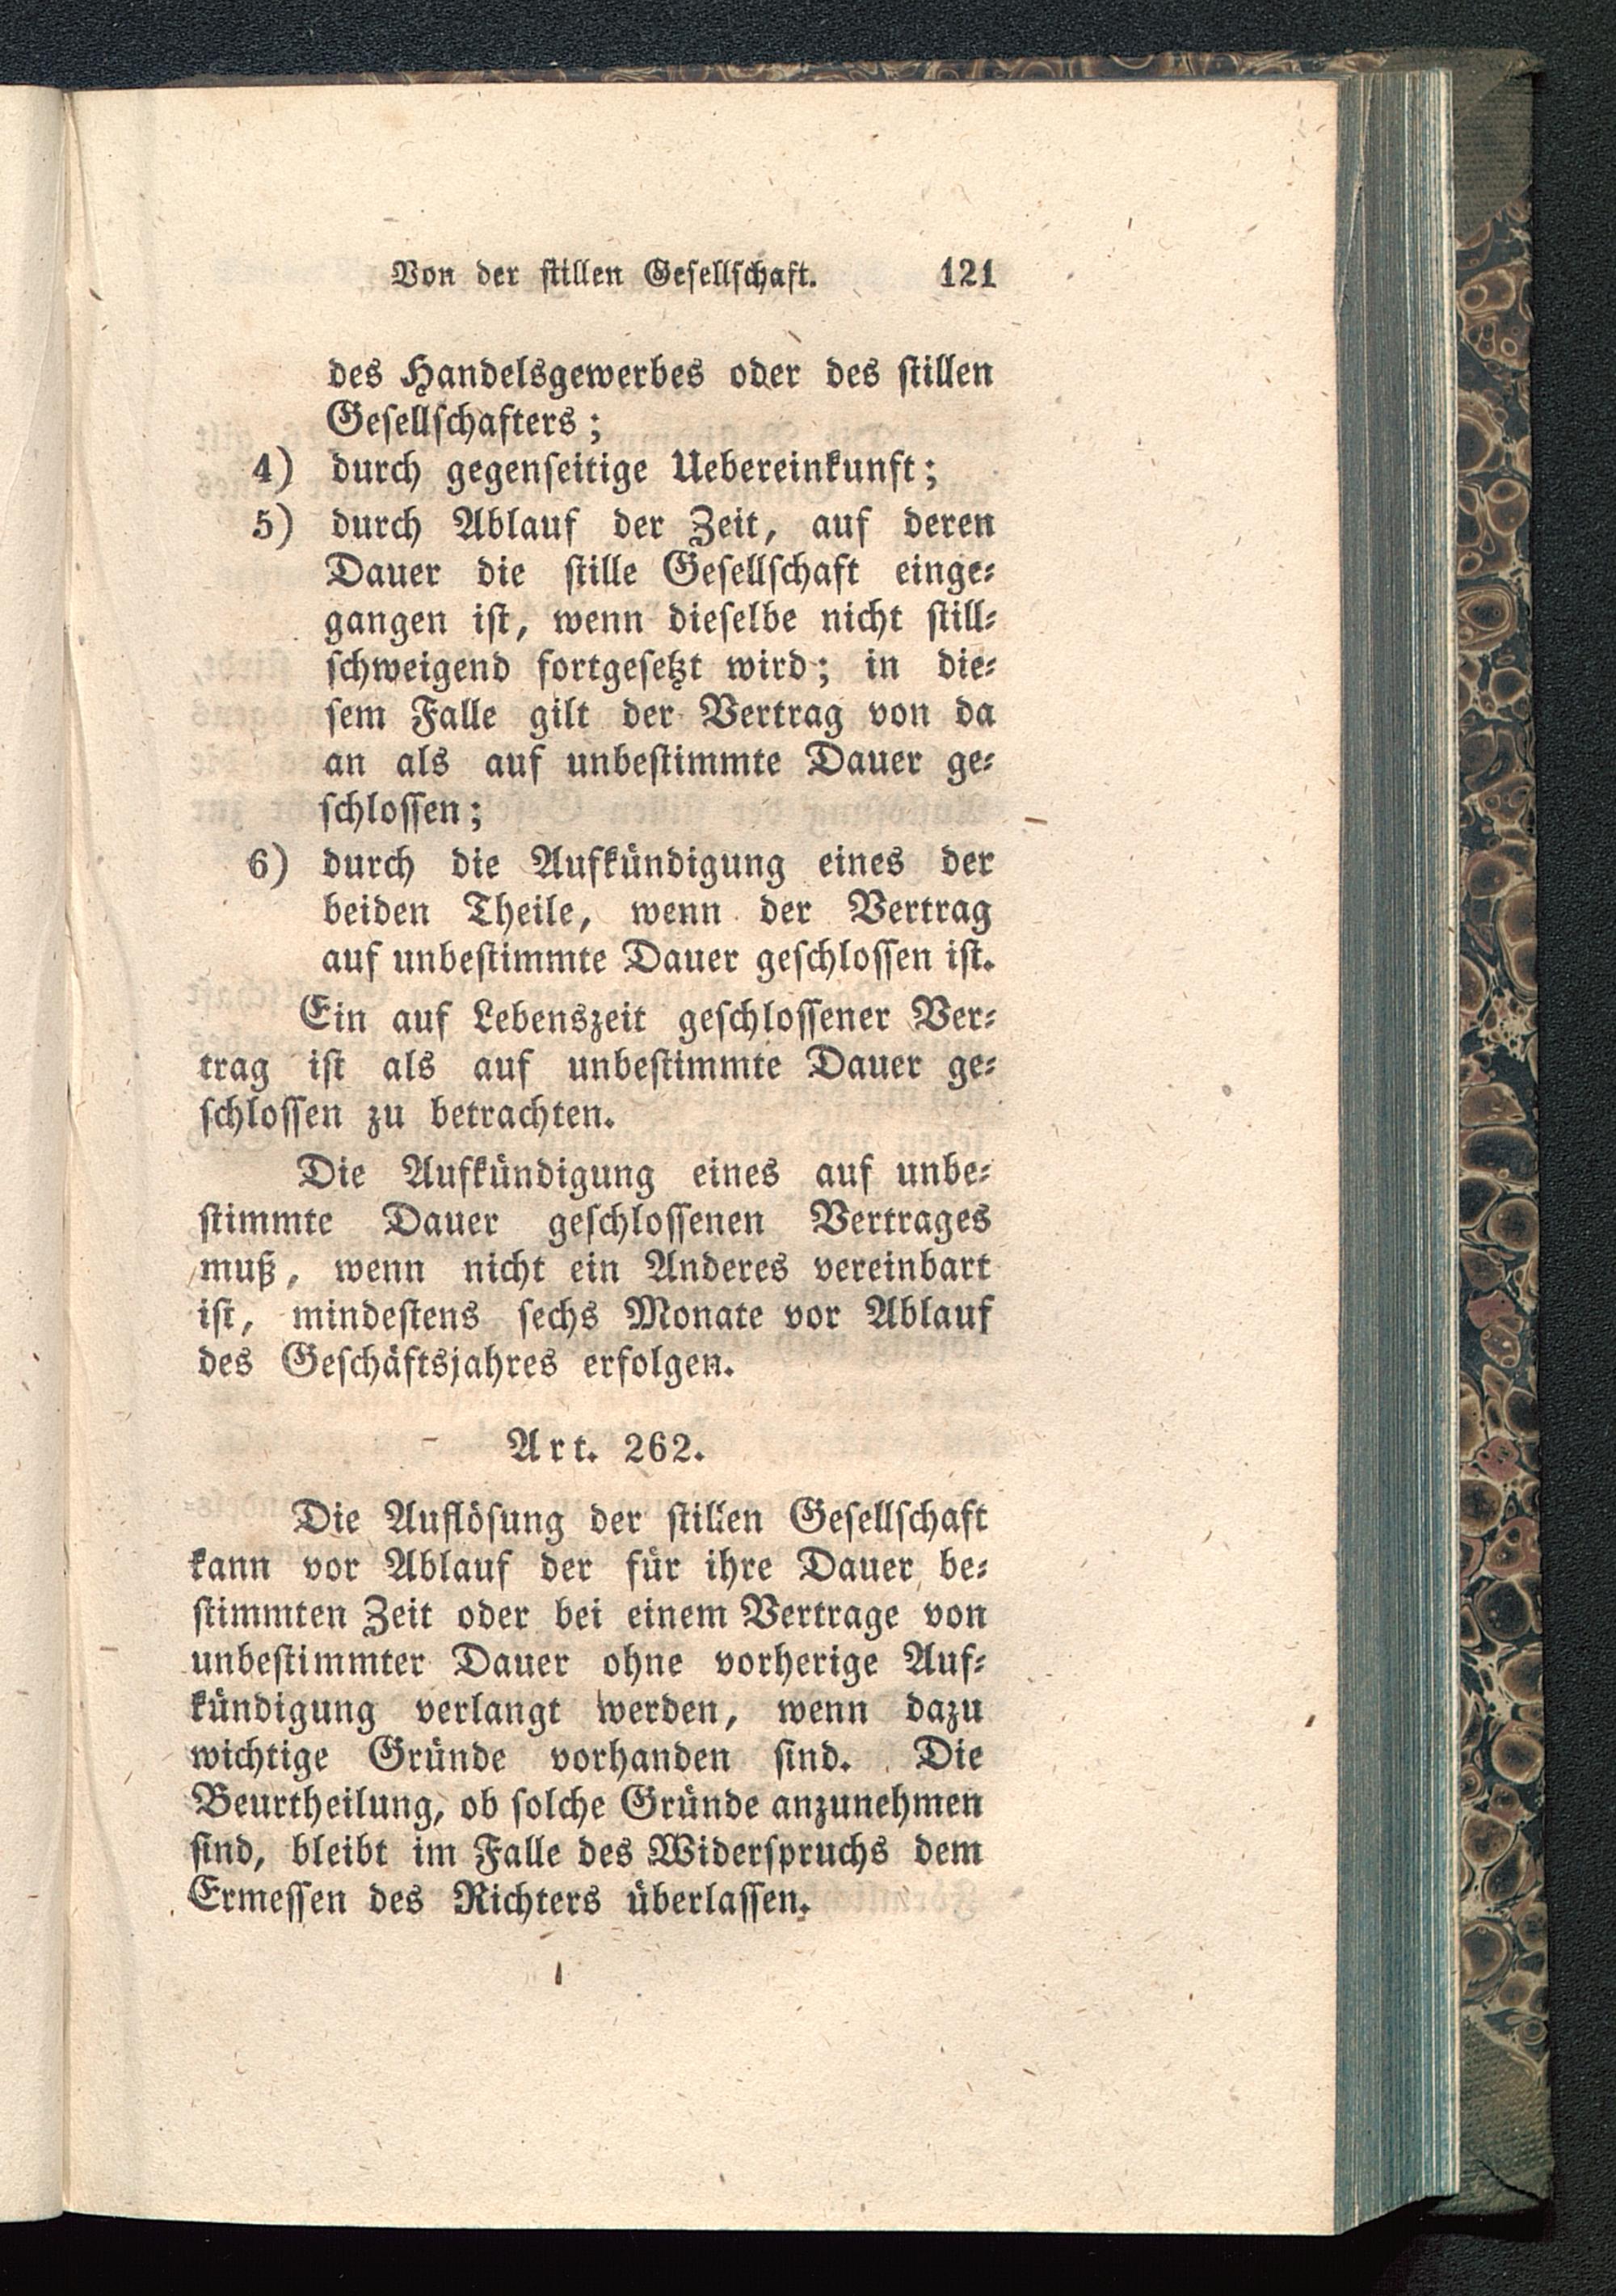 Von der stillen Gesellschaft. 121
des Handelsgewerbes oder des stillen
Gesellschafters;
4) durch gegenseitige Uebereinkunft;
5) durch Ablauf der Zeit, auf deren
Dauer die stille Gesellschaft einge-
gangen ist, wenn dieselbe nicht still-
schweigend fortgesetzt wird; in die-
sem Falle gilt der Vertrag von da
an als auf unbestimmte Dauer ge-
schlossen;
6) durch die Aufkündigung eines der
beiden Theile, wenn der Vertrag
auf unbestimmte Dauer geschlossen ist.
Ein auf Lebenszeit geschlossener Ver-
trag ist als auf unbestimmte Dauer ge-
schlossen zu betrachten.
Die Aufkündigung eines auf unbe-
stimmte Dauer geschlossenen Vertrages
muß, wenn nicht ein Anderes vereinbart
ist, mindestens sechs Monate vor Ablauf
des Geschäftsjahres erfolgen.
Art. 262.
Die Auflösung der stillen Gesellschaft
kann vor Ablauf der für ihre Dauer be-
stimmten Zeit oder bei einem Vertrage von
unbestimmter Dauer ohne vorherige Auf-
kündigung verlangt werden, wenn dazu
wichtige Gründe vorhanden sind. Die
Beurtheilung, ob solche Gründe anzunehmen
sind, bleibt im Falle des Widerspruchs dem
Ermessen des Richters überlassen.